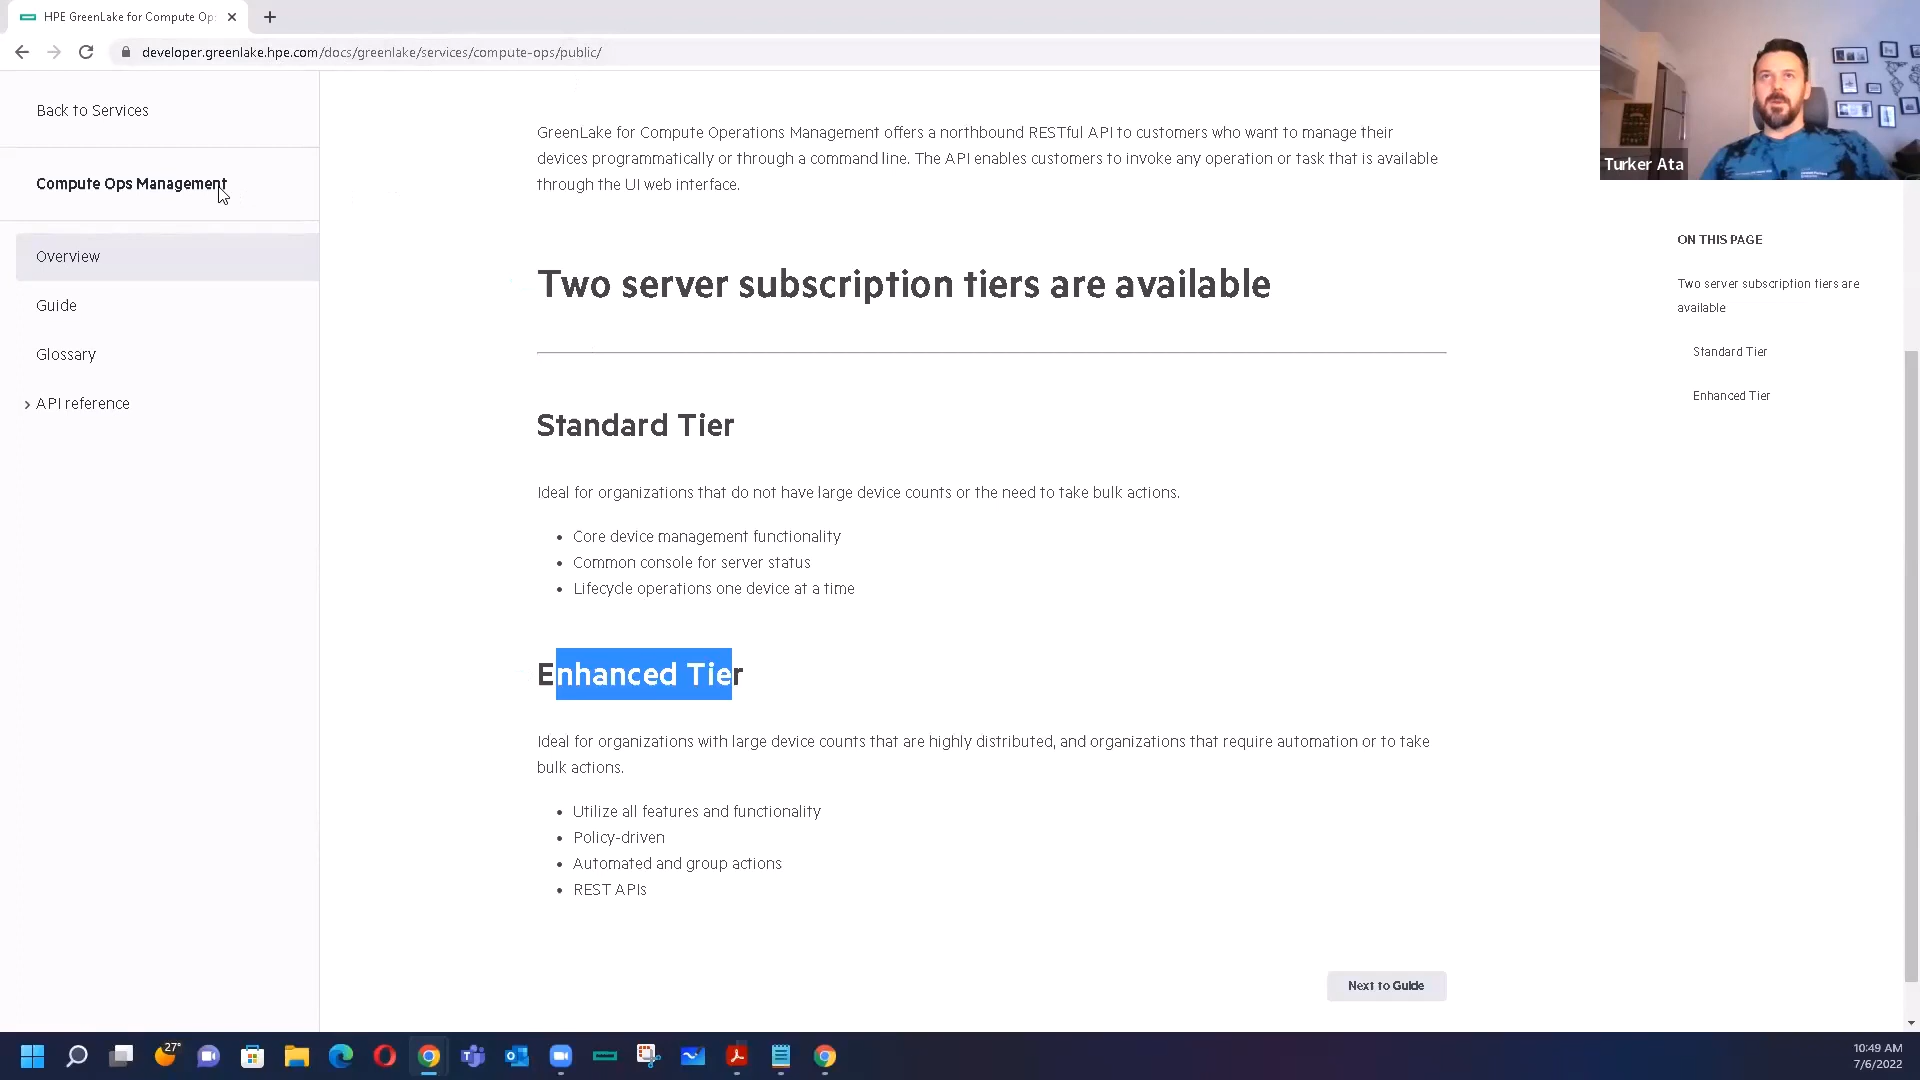 HPE GreenLake for Compute Op
developer.greenlake.hpe.com/docs/greenlake/services/compute-ops/public/
Turker Ata
Back to Services
Compute Ops Management
Overview
Guide
Glossary
API reference
GreenLake for Compute Operations Management offers a northbound RESTful API to customers who want to manage their
devices programmatically or through a command line. The API enables customers to invoke any operation or task that is available
through the UI web interface.
Two server subscription tiers are available
Standard Tier
Ideal for organizations that do not have large device counts or the need to take bulk actions.
• Core device management functionality
• Common console for server status
• Lifecycle operations one device at a time
Enhanced Tier
Ideal for organizations with large device counts that are highly distributed, and organizations that require automation or to take
bulk actions.
• Utilize all features and functionality
• Policy-driven
• Automated and group actions
• REST APIs
Next to Guide
ON THIS PAGE
Two server subscription tiers are
available
Standard Tier
Enhanced Tier
27°
10:49 AM
7/6/2022